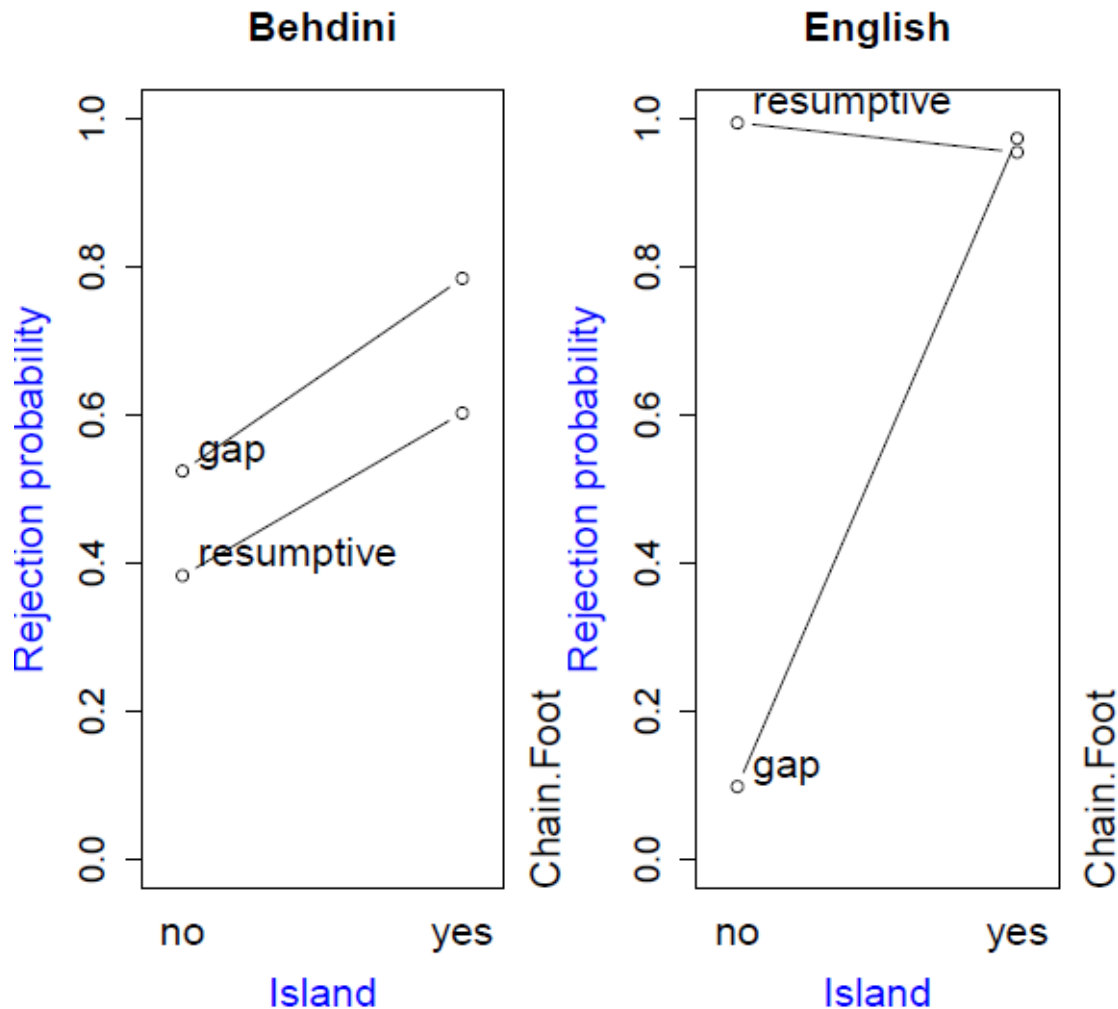 Behdini
Rejection probability
1.0
0.8
0.6
0.4
0.2
0.0
gap
resumptive
Chain.Foot
no yes
Island
English
Rejection probability
1.0
0.8
0.6
0.4
0.2
0.0
resumptive
gap
Chain.Foot
no yes
Island